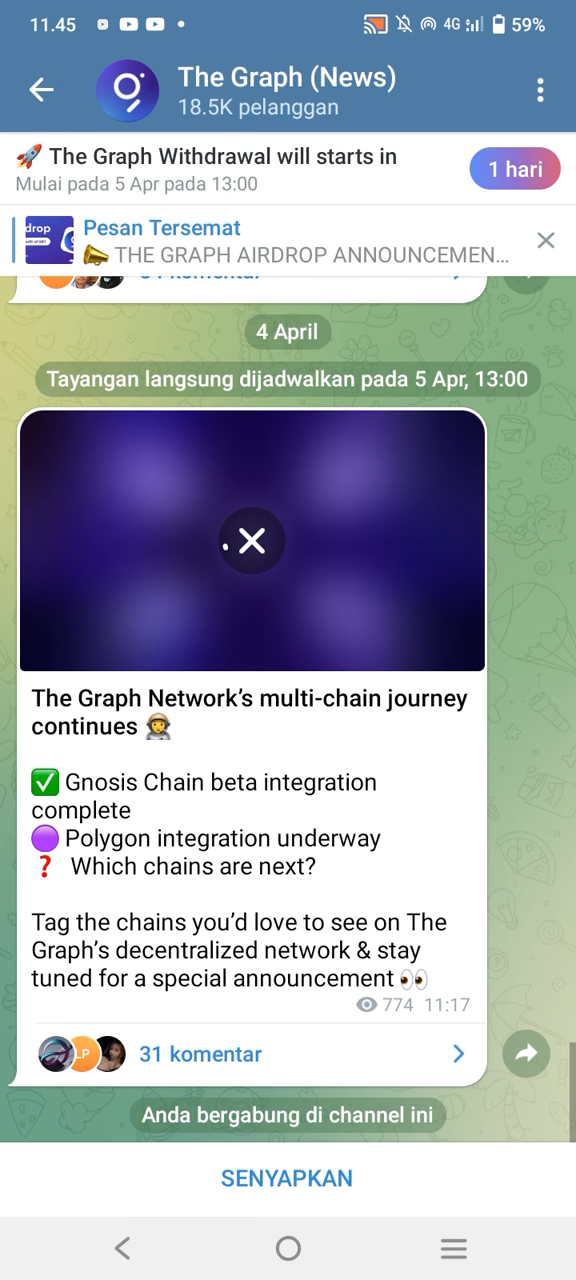 11.45
4G
59%
The Graph (News)
18.5K pelanggan
🚀 The Graph Withdrawal will starts in
Mulai pada 5 Apr pada 13:00
1 hari
drop
Pesan Tersemat
📣 THE GRAPH AIRDROP ANNOUNCEMEN...
komentar
4 April
Tayangan langsung dijadwalkan pada 5 Apr, 13:00
The Graph Network's multi-chain journey
continues 🧑‍🚀
✅ Gnosis Chain beta integration
complete
🟣 Polygon integration underway
❓ Which chains are next?
Tag the chains you'd love to see on The
Graph's decentralized network & stay
tuned for a special announcement 👀
774 11:17
LP
31 komentar
Anda bergabung di channel ini
SENYAPKAN